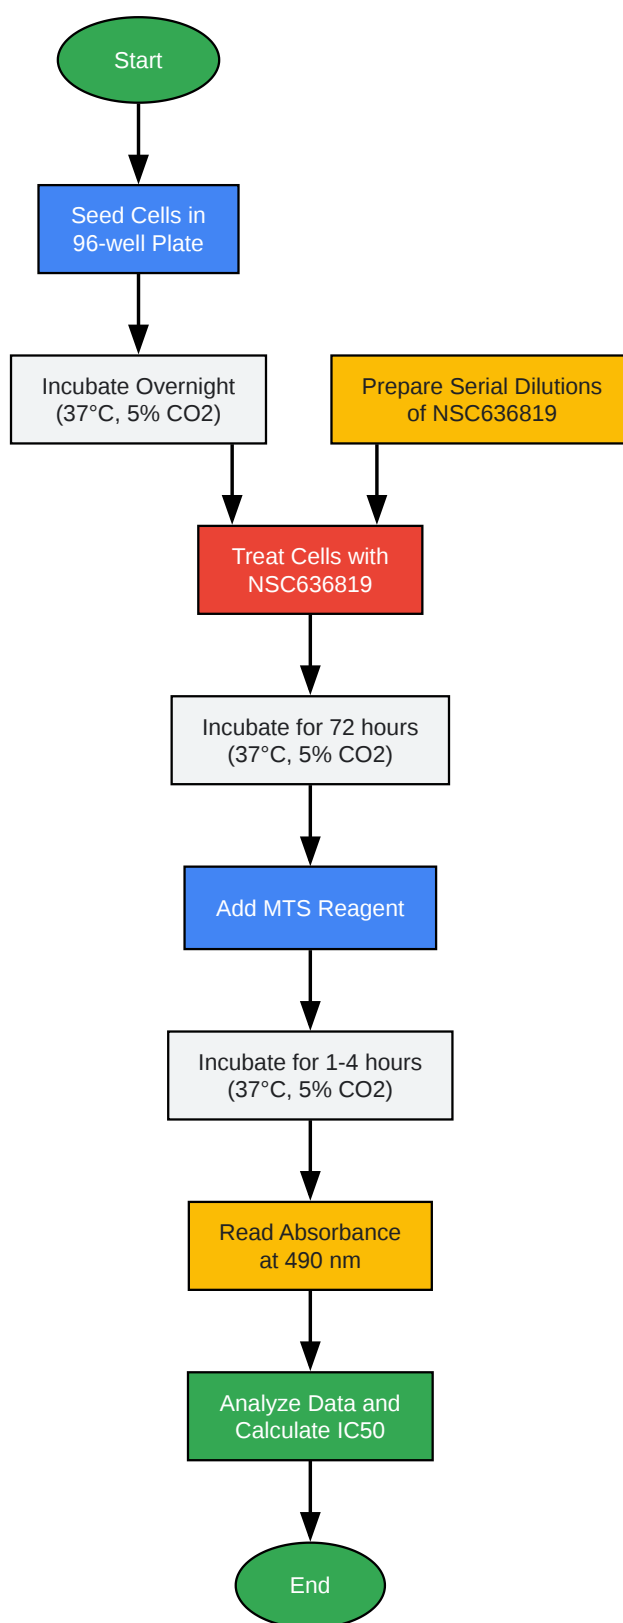 Start
Seed Cells in
96-well Plate
Incubate Overnight
(37°C, 5% CO2)
Prepare Serial Dilutions
of NSC636819
Treat Cells with
NSC636819
Incubate for 72 hours
(37°C, 5% CO2)
Add MTS Reagent
Incubate for 1-4 hours
(37°C, 5% CO2)
Read Absorbance
at 490 nm
Analyze Data and
Calculate IC50
End